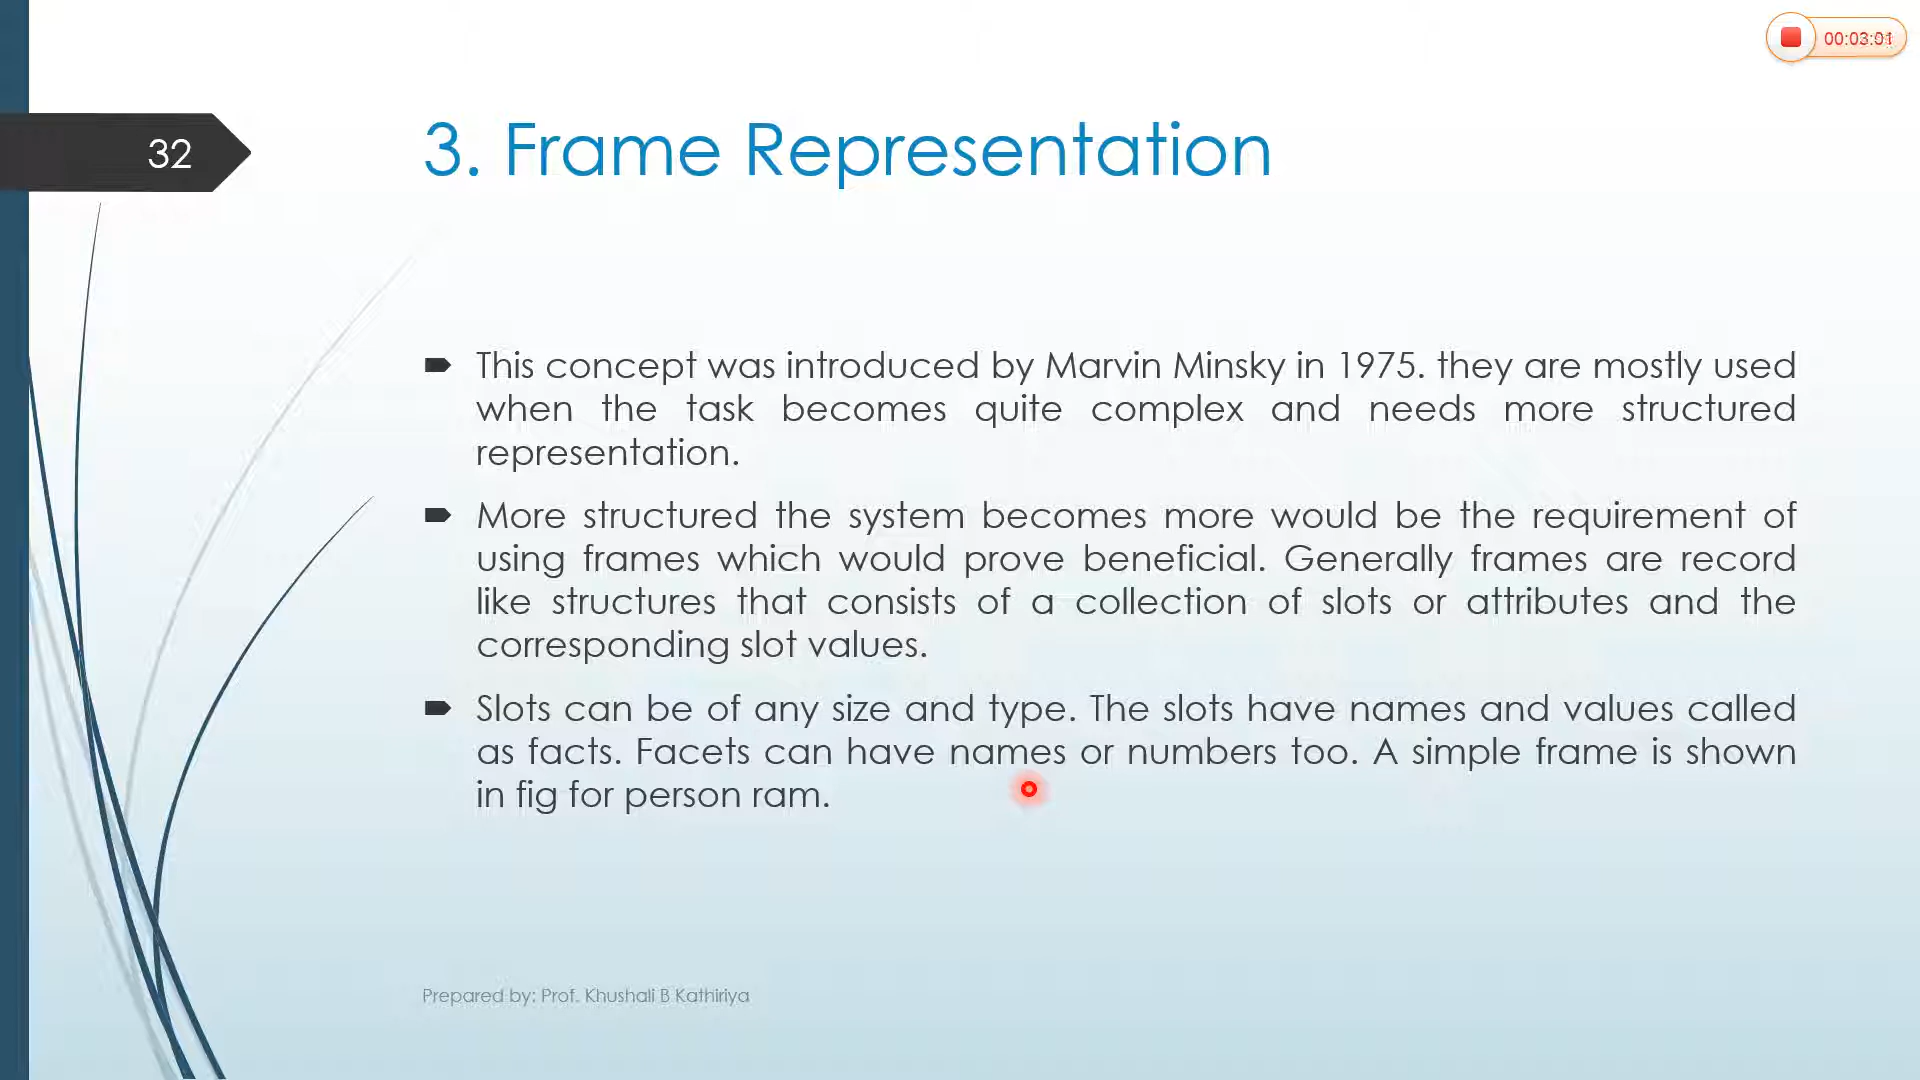 00:03:01
32
3. Frame Representation
This concept was introduced by Marvin Minsky in 1975. they are mostly used
when the task becomes quite complex and needs more structured
representation.
More structured the system becomes more would be the requirement of
using frames which would prove beneficial. Generally frames are record
like structures that consists of a collection of slots or attributes and the
corresponding slot values.
Slots can be of any size and type. The slots have names and values called
as facts. Facets can have names or numbers too. A simple frame is shown
in fig for person ram.
Prepared by: Prof. Khushali B Kathiriya